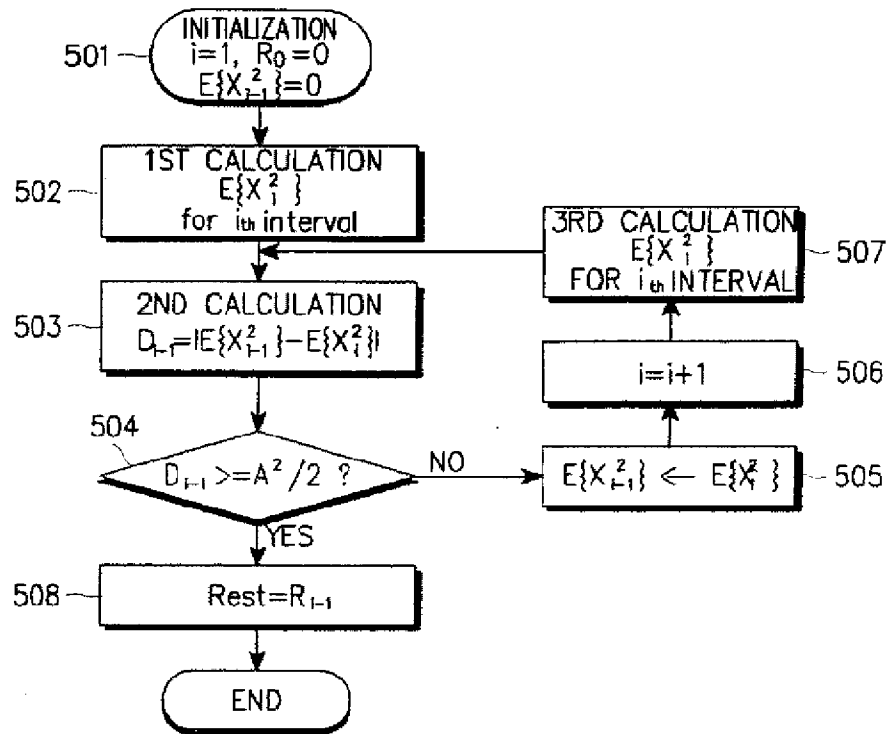 501
INITIALIZATION
i=1, R₀=0
E{X²ᵢ₋₁}=0
502
1ST CALCULATION
E{X²ᵢ }
for iₜₕ interval
503
2ND CALCULATION
Dᵢ₋₁=|E{X²ᵢ₋₁}-E{X²ᵢ}|
504
Dᵢ₋₁ >=A²/2 ?
NO
YES
E{X²ᵢ₋₁} ← E{X²ᵢ }
505
i=i+1
506
3RD CALCULATION
E{X²ᵢ }
FOR iₜₕ INTERVAL
507
508
Rest=Rᵢ₋₁
END